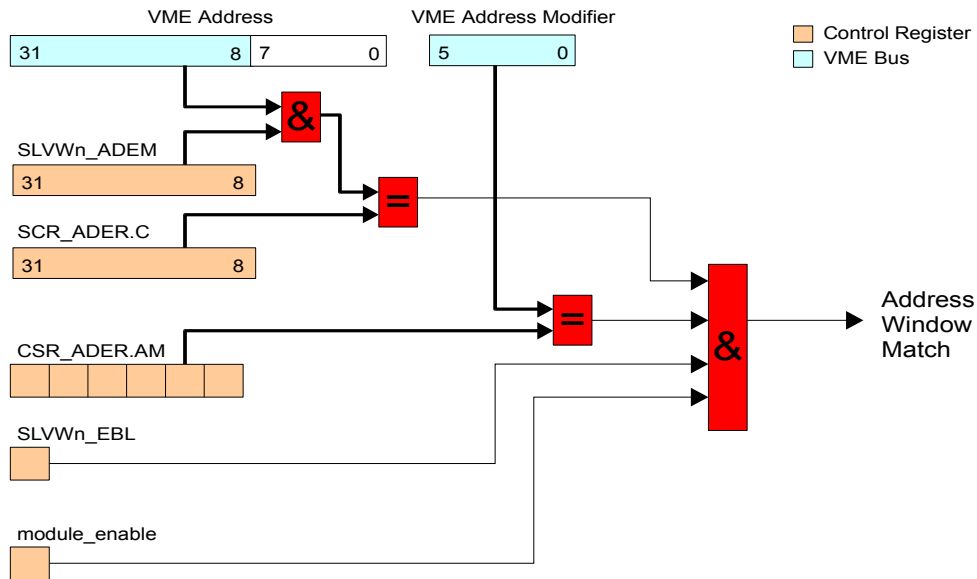 VME Address
VME Address Modifier
31 8 7 0
5 0
Control Register
VME Bus
&
SLVWn_ADEM
31 8
=
SCR_ADER.C
31 8
=
Address
Window
Match
&
CSR_ADER.AM
SLVWn_EBL
module_enable